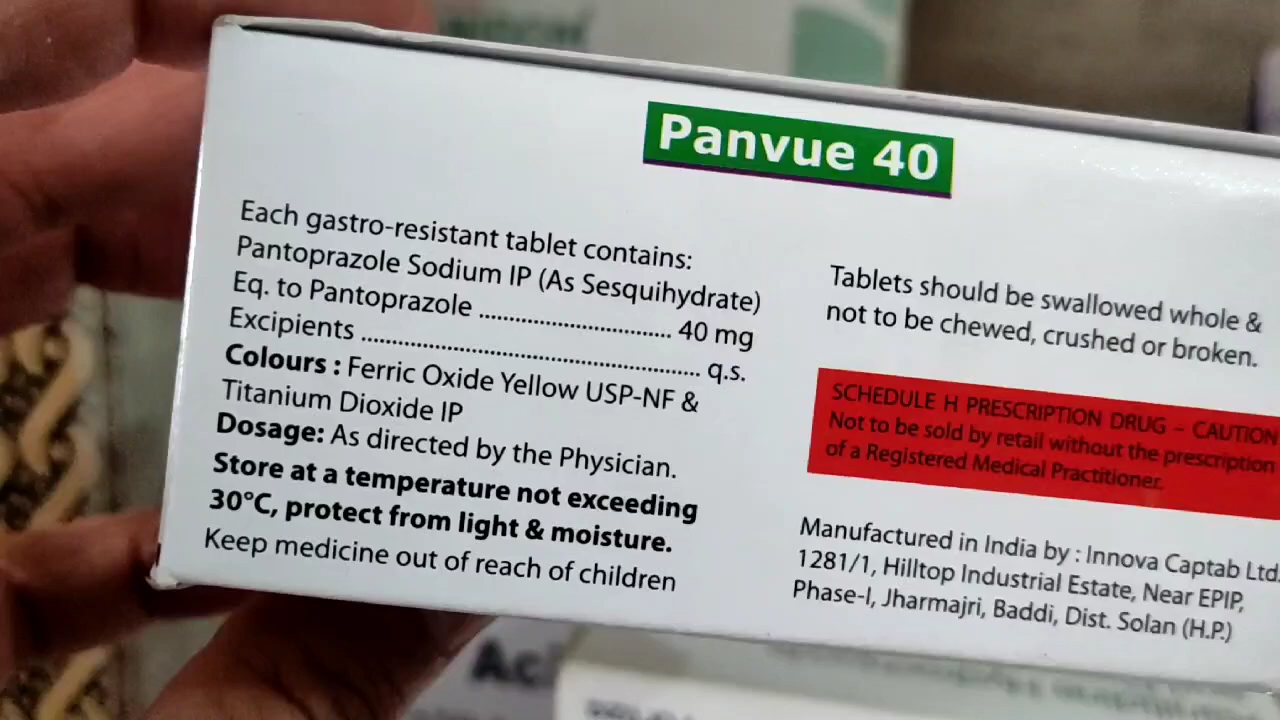 Panvue 40
Each gastro-resistant tablet contains:
Pantoprazole Sodium IP (As Sesquihydrate)
Eq. to Pantoprazole ................................. 40 mg
Excipients .......................................................... q.s.
Colours : Ferric Oxide Yellow USP-NF &
Titanium Dioxide IP
Dosage: As directed by the Physician.
Store at a temperature not exceeding
30°C, protect from light & moisture.
Keep medicine out of reach of children
Tablets should be swallowed whole &
not to be chewed, crushed or broken.
SCHEDULE H PRESCRIPTION DRUG – CAUTION
Not to be sold by retail without the prescription
of a Registered Medical Practitioner.
Manufactured in India by : Innova Captab Ltd.
1281/1, Hilltop Industrial Estate, Near EPIP,
Phase-I, Jharmajri, Baddi, Dist. Solan (H.P.)